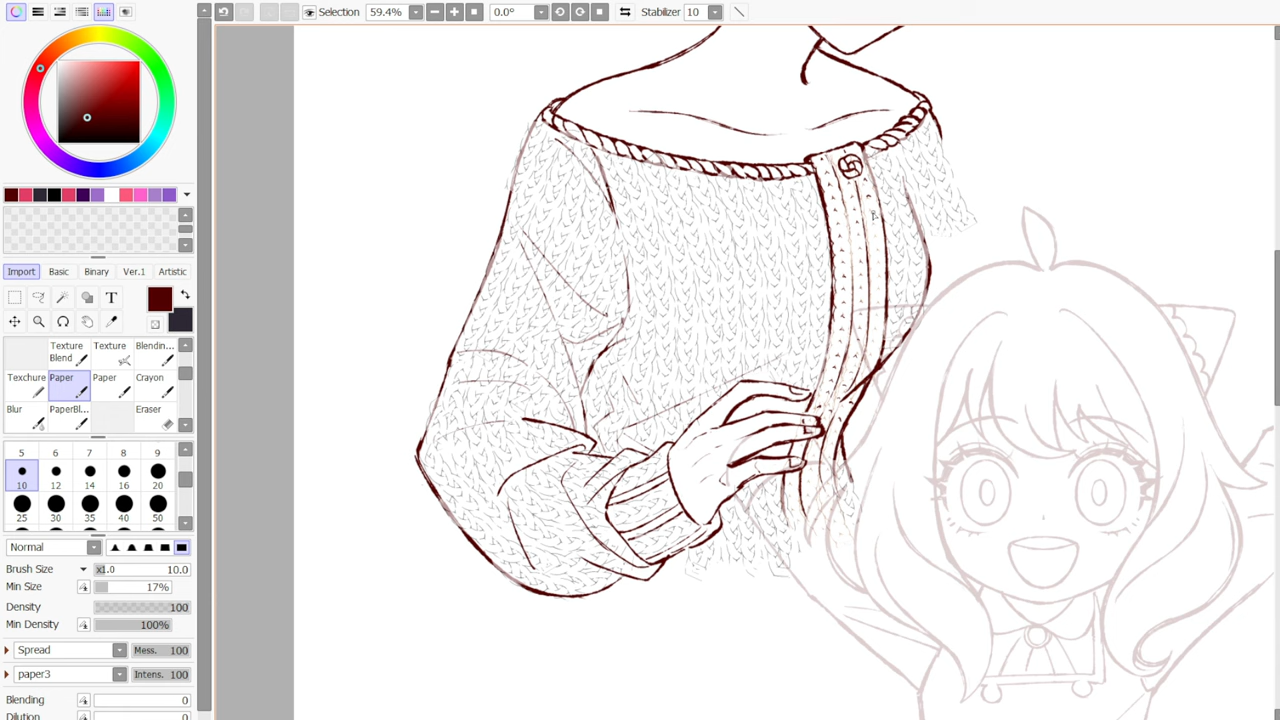 Selection 59.4% 0.0° Stabilizer 10
Import Basic Binary Ver.1 Artistic
T
Texture Blend Texture Blendin...
Texchure Paper Paper Crayon
Blur PaperBl... Eraser
5 6 7 8 9
10 12 14 16 20
25 30 35 40 50
Normal
Brush Size x1.0 10.0
Min Size 17%
Density 100
Min Density 100%
Spread Mess. 100
paper3 Intens. 100
Blending 0
Dilution 0